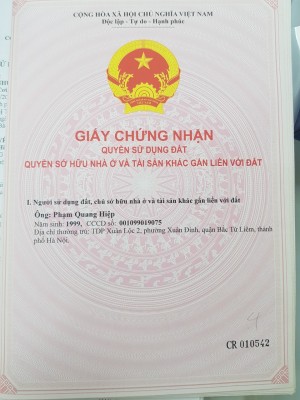 CỘNG HÒA XÃ HỘI CHỦ NGHĨA VIỆT NAM
Độc lập - Tự do - Hạnh phúc
GIẤY CHỨNG NHẬN
QUYỀN SỬ DỤNG ĐẤT
QUYỀN SỞ HỮU NHÀ Ở VÀ TÀI SẢN KHÁC GẮN LIỀN VỚI ĐẤT
I. Người sử dụng đất, chủ sở hữu nhà ở và tài sản khác gắn liền với đất
Ông: Phạm Quang Hiệp
Năm sinh: 1999, CCCD số: 001099019075
Địa chỉ thường trú: TDP Xuân Lộc 2, phường Xuân Đỉnh, quận Bắc Từ Liêm, thành
phố Hà Nội.
CR 010542